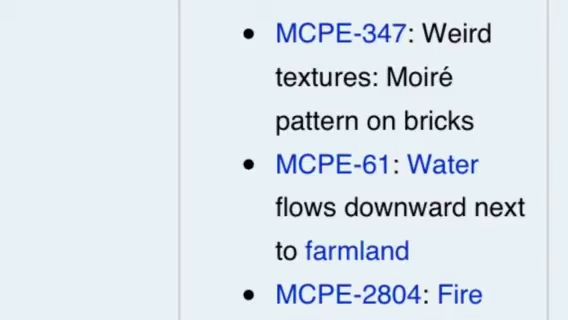 MCPE-347: Weird
textures: Moiré
pattern on bricks
MCPE-61: Water
flows downward next
to farmland
MCPE-2804: Fire